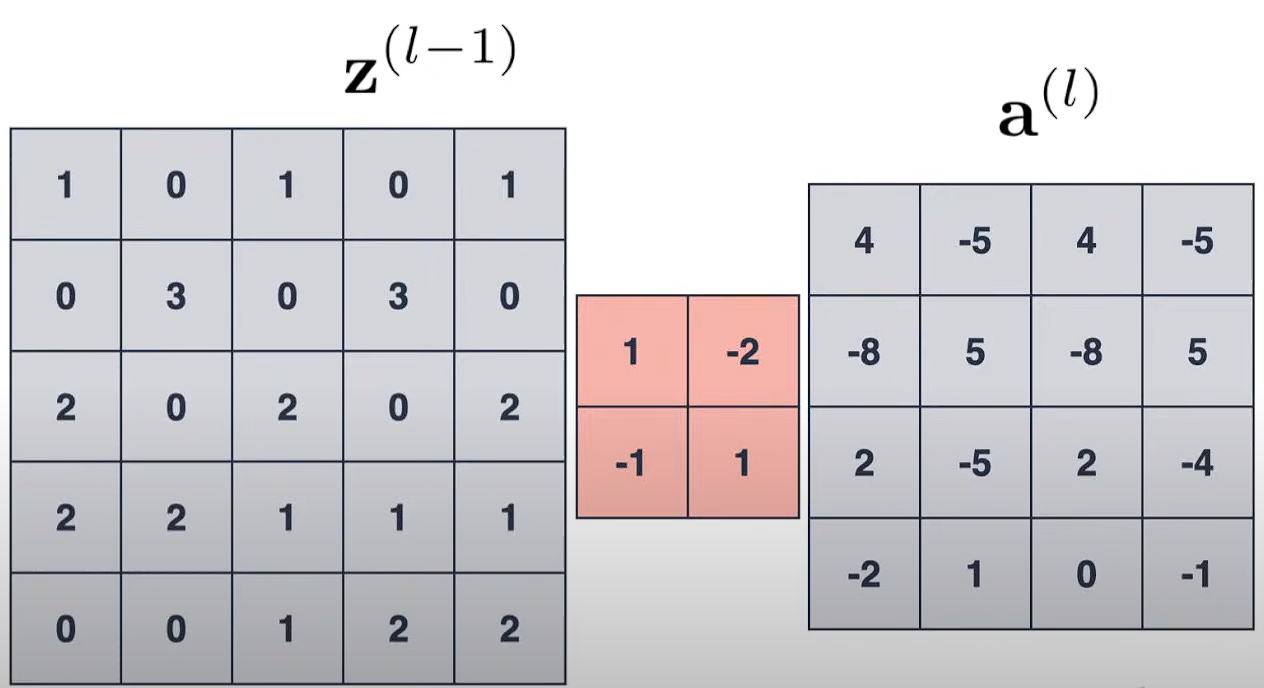 z^(l−1)
1 0 1 0 1
0 3 0 3 0
2 0 2 0 2
2 2 1 1 1
0 0 1 2 2
1 -2
-1 1
a^(l)
4 -5 4 -5
-8 5 -8 5
2 -5 2 -4
-2 1 0 -1